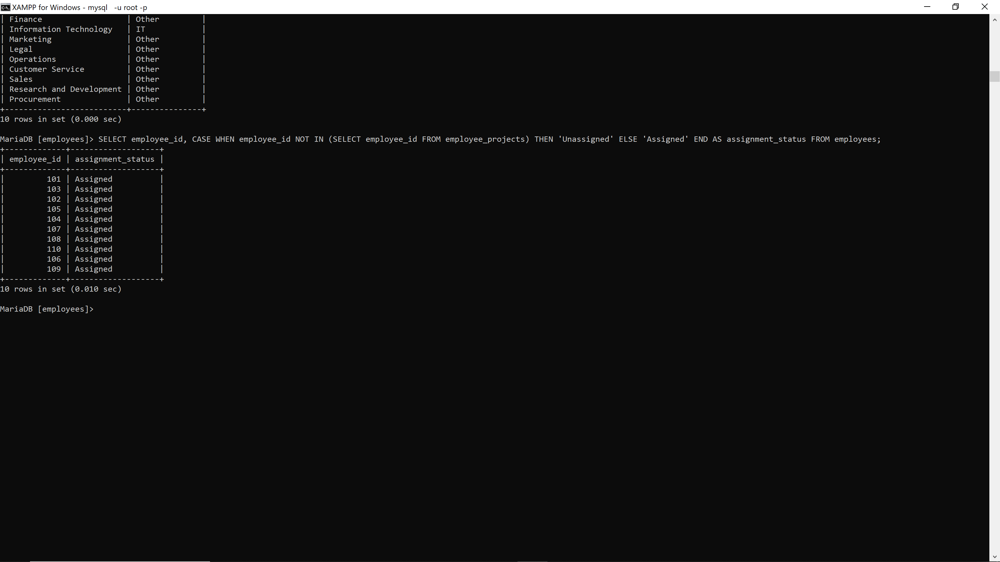 XAMPP for Windows - mysql  -u root -p
| Finance                  | Other         |
| Information Technology   | IT            |
| Marketing                | Other         |
| Legal                    | Other         |
| Operations               | Other         |
| Customer Service         | Other         |
| Sales                    | Other         |
| Research and Development | Other         |
| Procurement              | Other         |
+--------------------------+---------------+
10 rows in set (0.000 sec)
MariaDB [employees]> SELECT employee_id, CASE WHEN employee_id NOT IN (SELECT employee_id FROM employee_projects) THEN 'Unassigned' ELSE 'Assigned' END AS assignment_status FROM employees;
+-------------+-------------------+
| employee_id | assignment_status |
+-------------+-------------------+
|         101 | Assigned          |
|         103 | Assigned          |
|         102 | Assigned          |
|         105 | Assigned          |
|         104 | Assigned          |
|         107 | Assigned          |
|         108 | Assigned          |
|         110 | Assigned          |
|         106 | Assigned          |
|         109 | Assigned          |
+-------------+-------------------+
10 rows in set (0.010 sec)
MariaDB [employees]>